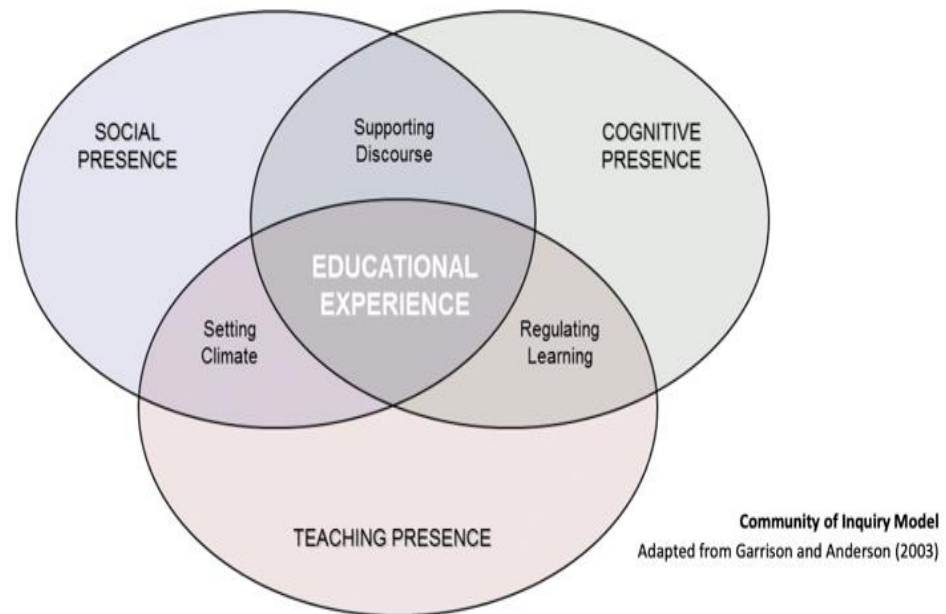 SOCIAL
PRESENCE
Supporting
Discourse
COGNITIVE
PRESENCE
EDUCATIONAL
EXPERIENCE
Setting
Climate
Regulating
Learning
TEACHING PRESENCE
Community of Inquiry Model
Adapted from Garrison and Anderson (2003)